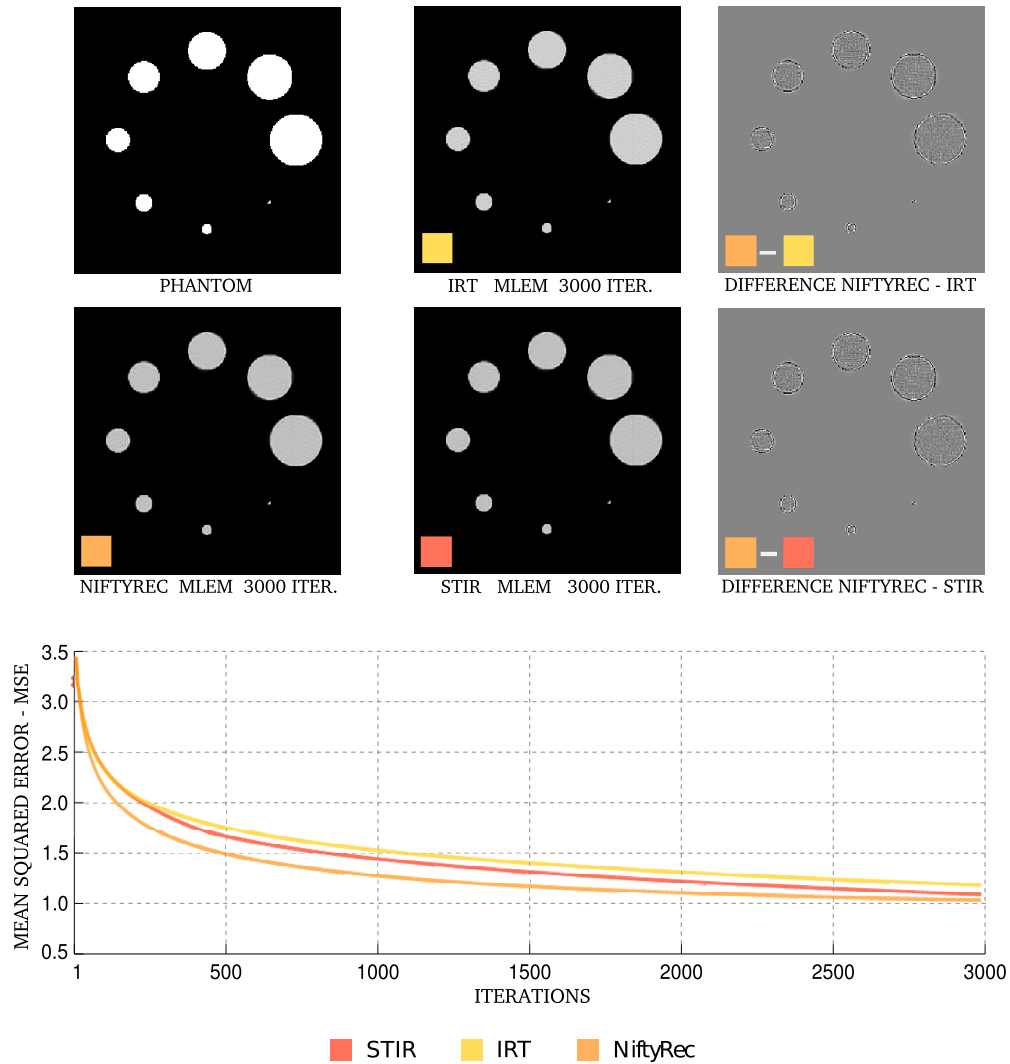 PHANTOM
IRT MLEM 3000 ITER.
DIFFERENCE NIFTYREC - IRT
NIFTYREC MLEM 3000 ITER.
STIR MLEM 3000 ITER.
DIFFERENCE NIFTYREC - STIR
MEAN SQUARED ERROR - MSE
3.5
3.0
2.5
2.0
1.5
1.0
0.5
1
500
1000
1500
2000
2500
3000
ITERATIONS
STIR
IRT
NiftyRec